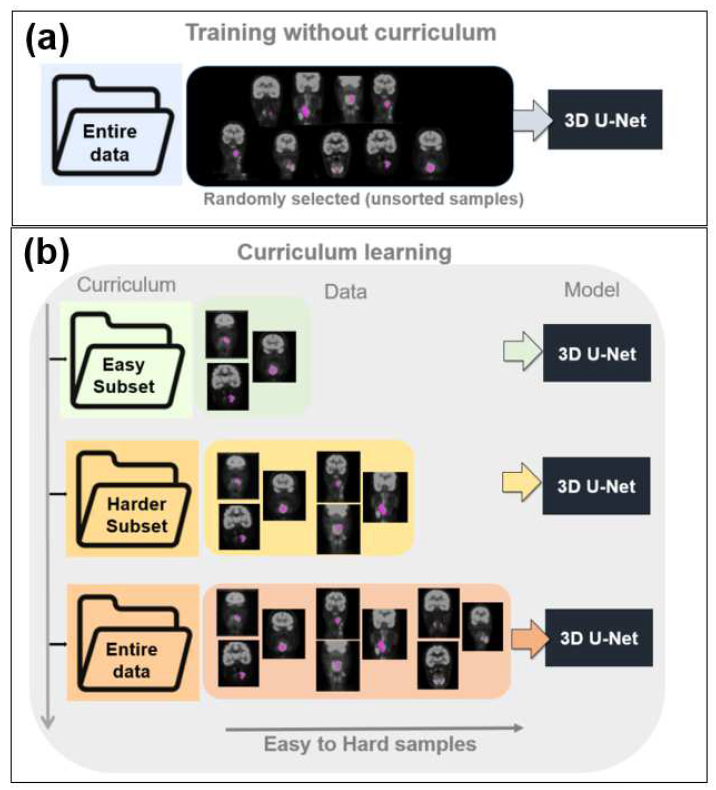 (a)
Training without curriculum
Entire
data
3D U-Net
Randomly selected (unsorted samples)
(b)
Curriculum learning
Curriculum
Data
Model
Easy
Subset
3D U-Net
Harder
Subset
3D U-Net
Entire
data
3D U-Net
Easy to Hard samples